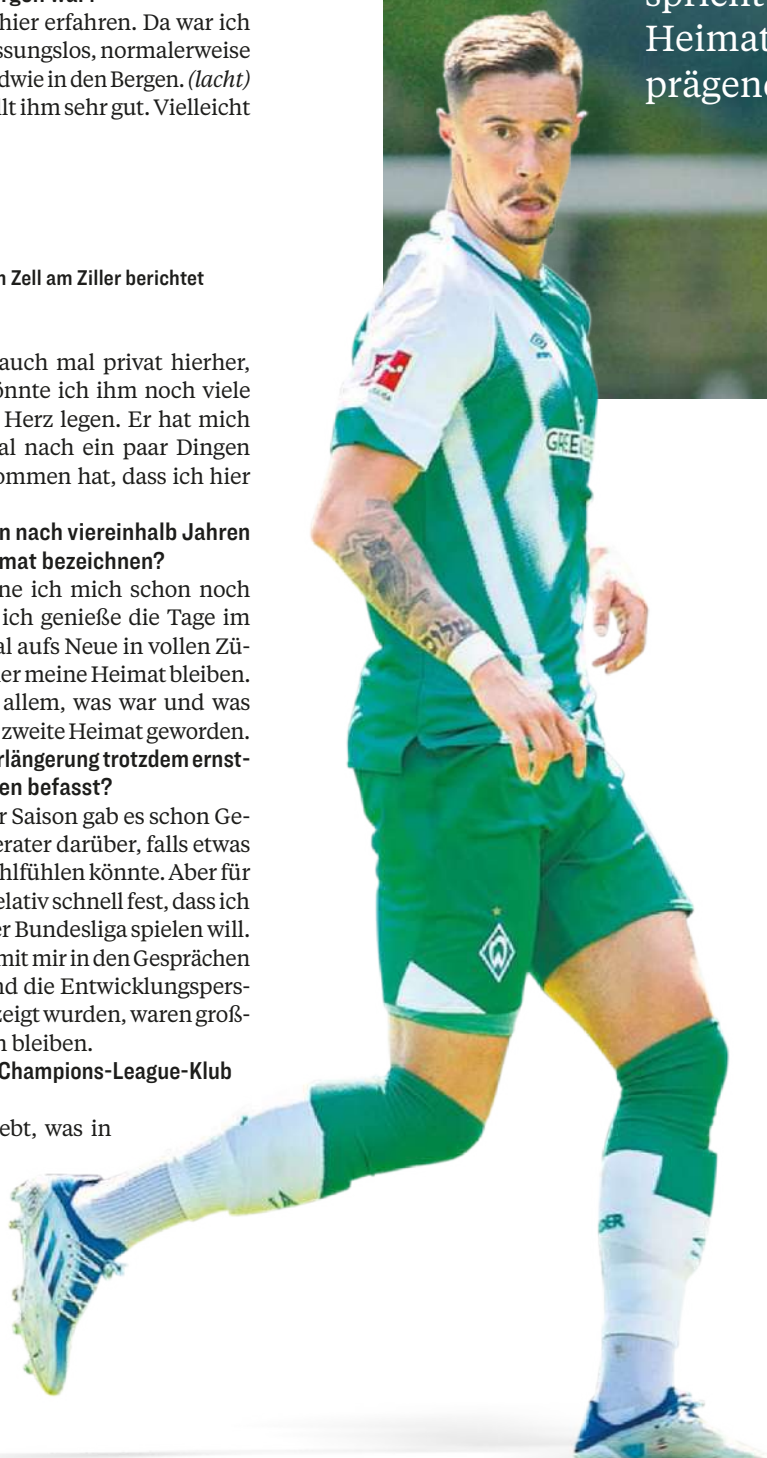 hier erfahren. Da war ich
ssungslos, normalerweise
dwie in den Bergen. (lacht)
llt ihm sehr gut. Vielleicht
n Zell am Ziller berichtet
auch mal privat hierher,
önnte ich ihm noch viele
Herz legen. Er hat mich
al nach ein paar Dingen
ommen hat, dass ich hier
n nach viereinhalb Jahren
mat bezeichnen?
ne ich mich schon noch
ich genieße die Tage im
al aufs Neue in vollen Zü-
er meine Heimat bleiben.
allem, was war und was
zweite Heimat geworden.
rlängerung trotzdem ernst-
en befasst?
r Saison gab es schon Ge-
erater darüber, falls etwas
hlfühlen könnte. Aber für
elativ schnell fest, dass ich
er Bundesliga spielen will.
mit mir in den Gesprächen
nd die Entwicklungspers-
zeigt wurden, waren groß-
n bleiben.
Champions-League-Klub
ebt, was in
spricht
Heimat
prägend